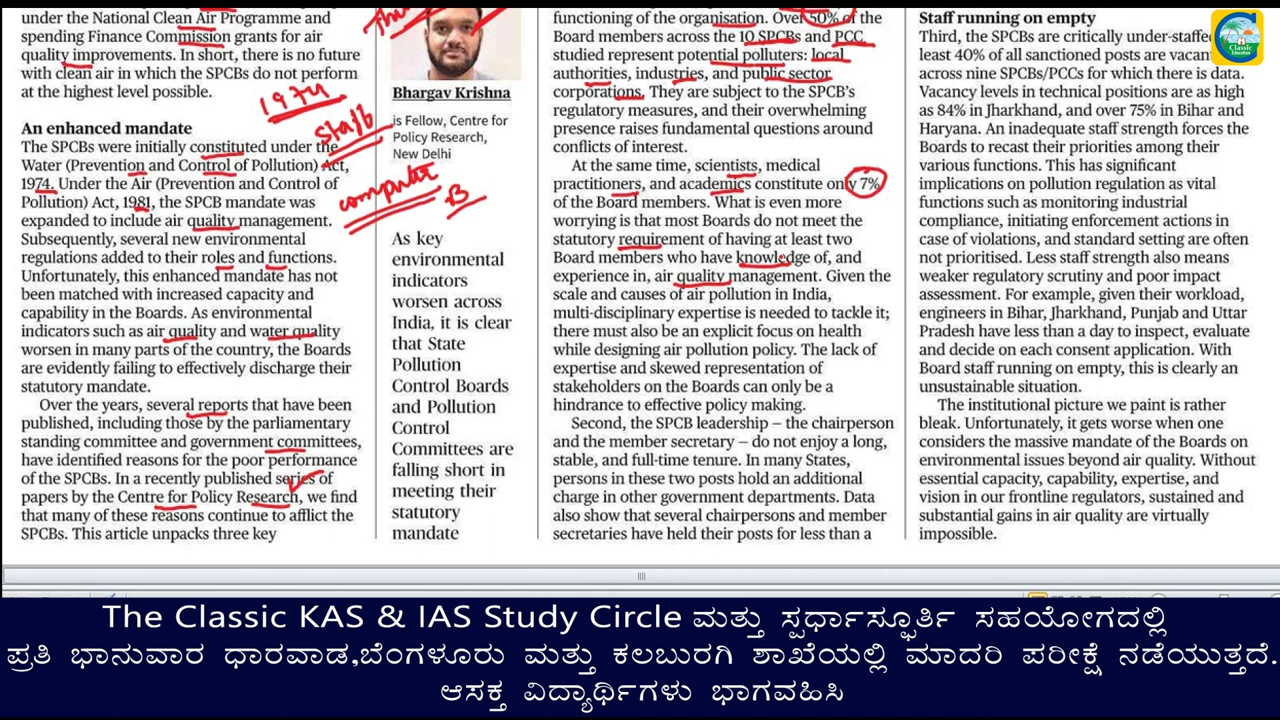 under the National Clean Air Programme and
spending Finance Commission grants for air
quality improvements. In short, there is no future
with clean air in which the SPCBs do not perform
at the highest level possible.
1974
An enhanced mandate
Staff
The SPCBs were initially constituted under the
Water (Prevention and Control of Pollution) Act,
1974. Under the Air (Prevention and Control of
Pollution) Act, 1981, the SPCB mandate was
expanded to include air quality management.
Subsequently, several new environmental
regulations added to their roles and functions.
Unfortunately, this enhanced mandate has not
been matched with increased capacity and
capability in the Boards. As environmental
indicators such as air quality and water quality
worsen in many parts of the country, the Boards
are evidently failing to effectively discharge their
statutory mandate.
Over the years, several reports that have been
published, including those by the parliamentary
standing committee and government committees,
have identified reasons for the poor performance
of the SPCBs. In a recently published series of
papers by the Centre for Policy Research, we find
that many of these reasons continue to afflict the
SPCBs. This article unpacks three key
Bhargav Krishna
is Fellow, Centre for
Policy Research,
New Delhi
computer
B
As key
environmental
indicators
worsen across
India, it is clear
that State
Pollution
Control Boards
and Pollution
Control
Committees are
falling short in
meeting their
statutory
mandate
functioning of the organisation. Over 50% of the
Board members across the 10 SPCBs and PCC
studied represent potential polluters: local
authorities, industries, and public sector
corporations. They are subject to the SPCB's
regulatory measures, and their overwhelming
presence raises fundamental questions around
conflicts of interest.
At the same time, scientists, medical
practitioners, and academics constitute only 7%
of the Board members. What is even more
worrying is that most Boards do not meet the
statutory requirement of having at least two
Board members who have knowledge of, and
experience in, air quality management. Given the
scale and causes of air pollution in India,
multi-disciplinary expertise is needed to tackle it;
there must also be an explicit focus on health
while designing air pollution policy. The lack of
expertise and skewed representation of
stakeholders on the Boards can only be a
hindrance to effective policy making.
Second, the SPCB leadership – the chairperson
and the member secretary – do not enjoy a long,
stable, and full-time tenure. In many States,
persons in these two posts hold an additional
charge in other government departments. Data
also show that several chairpersons and member
secretaries have held their posts for less than a
Staff running on empty
Third, the SPCBs are critically under-staffe
least 40% of all sanctioned posts are vacan
across nine SPCBs/PCCs for which there is data.
Vacancy levels in technical positions are as high
as 84% in Jharkhand, and over 75% in Bihar and
Haryana. An inadequate staff strength forces the
Boards to recast their priorities among their
various functions. This has significant
implications on pollution regulation as vital
functions such as monitoring industrial
compliance, initiating enforcement actions in
case of violations, and standard setting are often
not prioritised. Less staff strength also means
weaker regulatory scrutiny and poor impact
assessment. For example, given their workload,
engineers in Bihar, Jharkhand, Punjab and Uttar
Pradesh have less than a day to inspect, evaluate
and decide on each consent application. With
Board staff running on empty, this is clearly an
unsustainable situation.
The institutional picture we paint is rather
bleak. Unfortunately, it gets worse when one
considers the massive mandate of the Boards on
environmental issues beyond air quality. Without
essential capacity, capability, expertise, and
vision in our frontline regulators, sustained and
substantial gains in air quality are virtually
impossible.
Classic
Education
The Classic KAS & IAS Study Circle ಮತ್ತು ಸ್ಪರ್ಧಾಸ್ಫೂರ್ತಿ ಸಹಯೋಗದಲ್ಲಿ
ಪ್ರತಿ ಭಾನುವಾರ ಧಾರವಾಡ,ಬೆಂಗಳೂರು ಮತ್ತು ಕಲಬುರಗಿ ಶಾಖೆಯಲ್ಲಿ ಮಾದರಿ ಪರೀಕ್ಷೆ ನಡೆಯುತ್ತದೆ.
ಆಸಕ್ತ ವಿದ್ಯಾರ್ಥಿಗಳು ಭಾಗವಹಿಸಿ